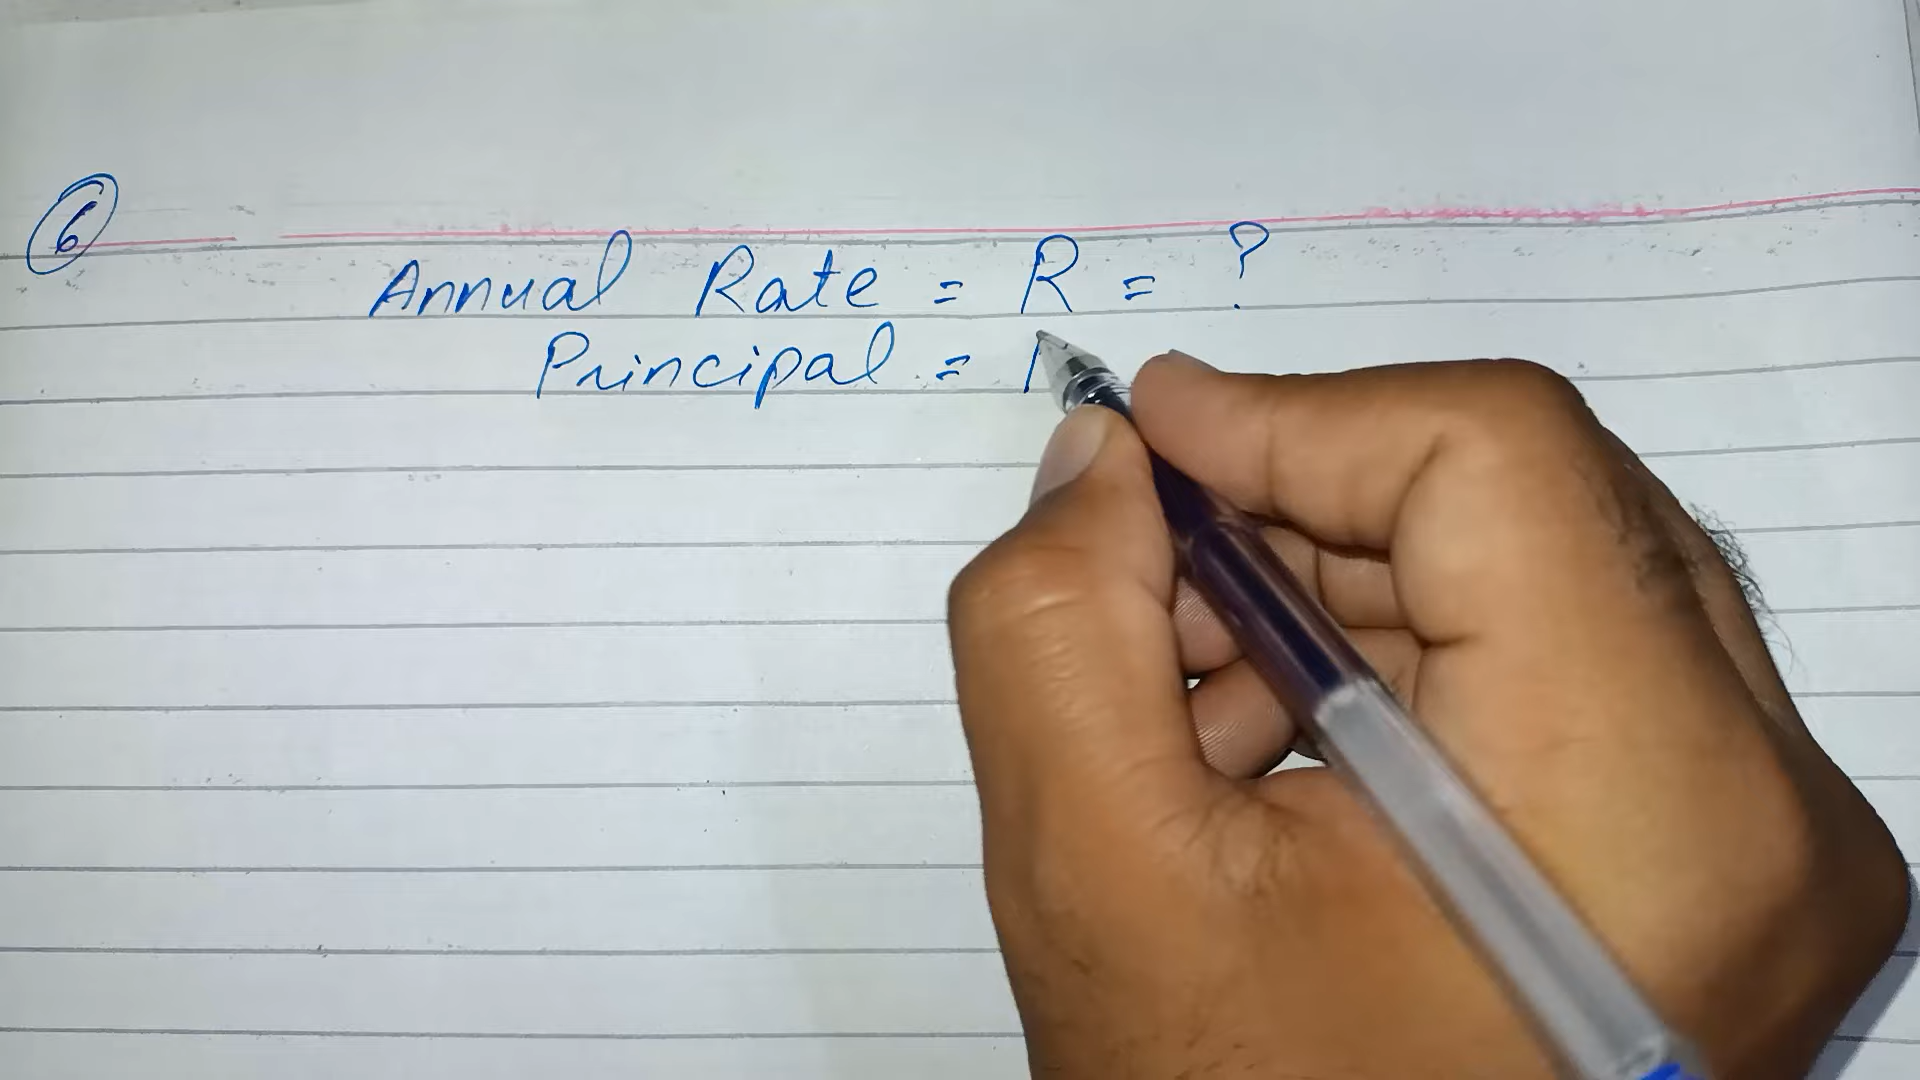 6
Annual Rate = R = ?
Principal =